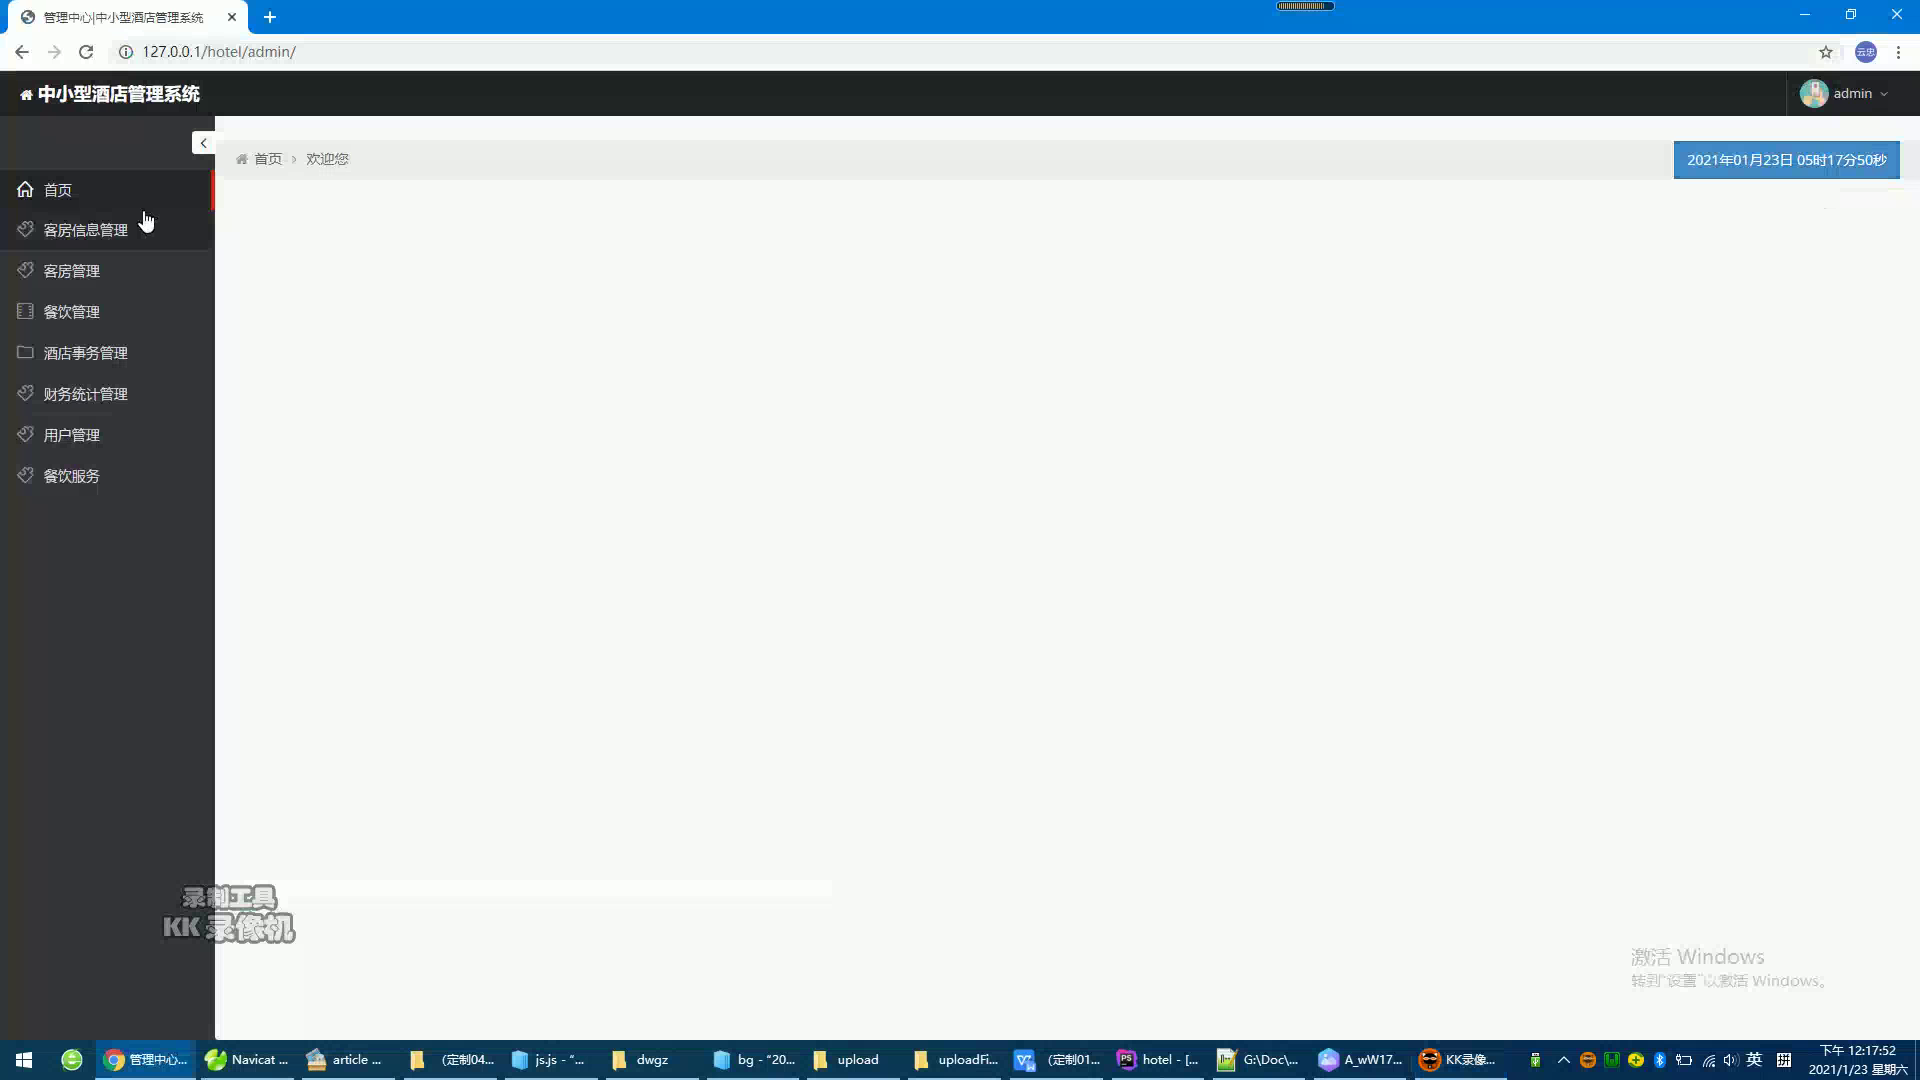 管理中心|中小型酒店管理系统
127.0.0.1/hotel/admin/
云忠
中小型酒店管理系统
admin
首页
欢迎您
2021年01月23日 05时17分50秒
首页
客房信息管理
客房管理
餐饮管理
酒店事务管理
财务统计管理
用户管理
餐饮服务
录制工具
KK 录像机
激活 Windows
转到"设置"以激活 Windows。
管理中心...
Navicat ...
article ...
(定制04...
js.js - "...
dwgz
bg - "20...
upload
uploadFi...
(定制01...
hotel - [...
G:\Doc\...
A_wW17...
KK录像...
英
拼
下午 12:17:52
2021/1/23 星期六